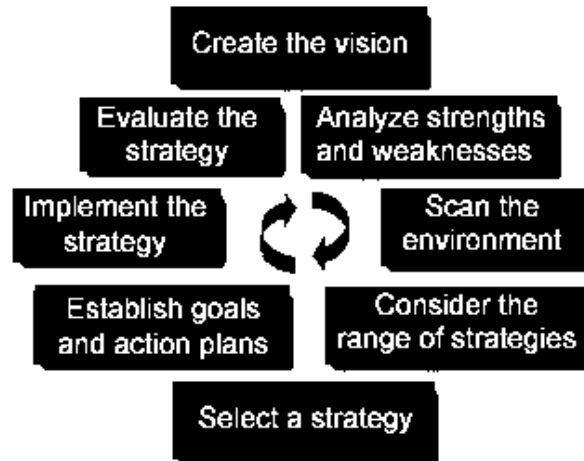 Create the vision
Evaluate the
strategy
Analyze strengths
and weaknesses
Implement the
strategy
Scan the
environment
Establish goals
and action plans
Consider the
range of strategies
Select a strategy